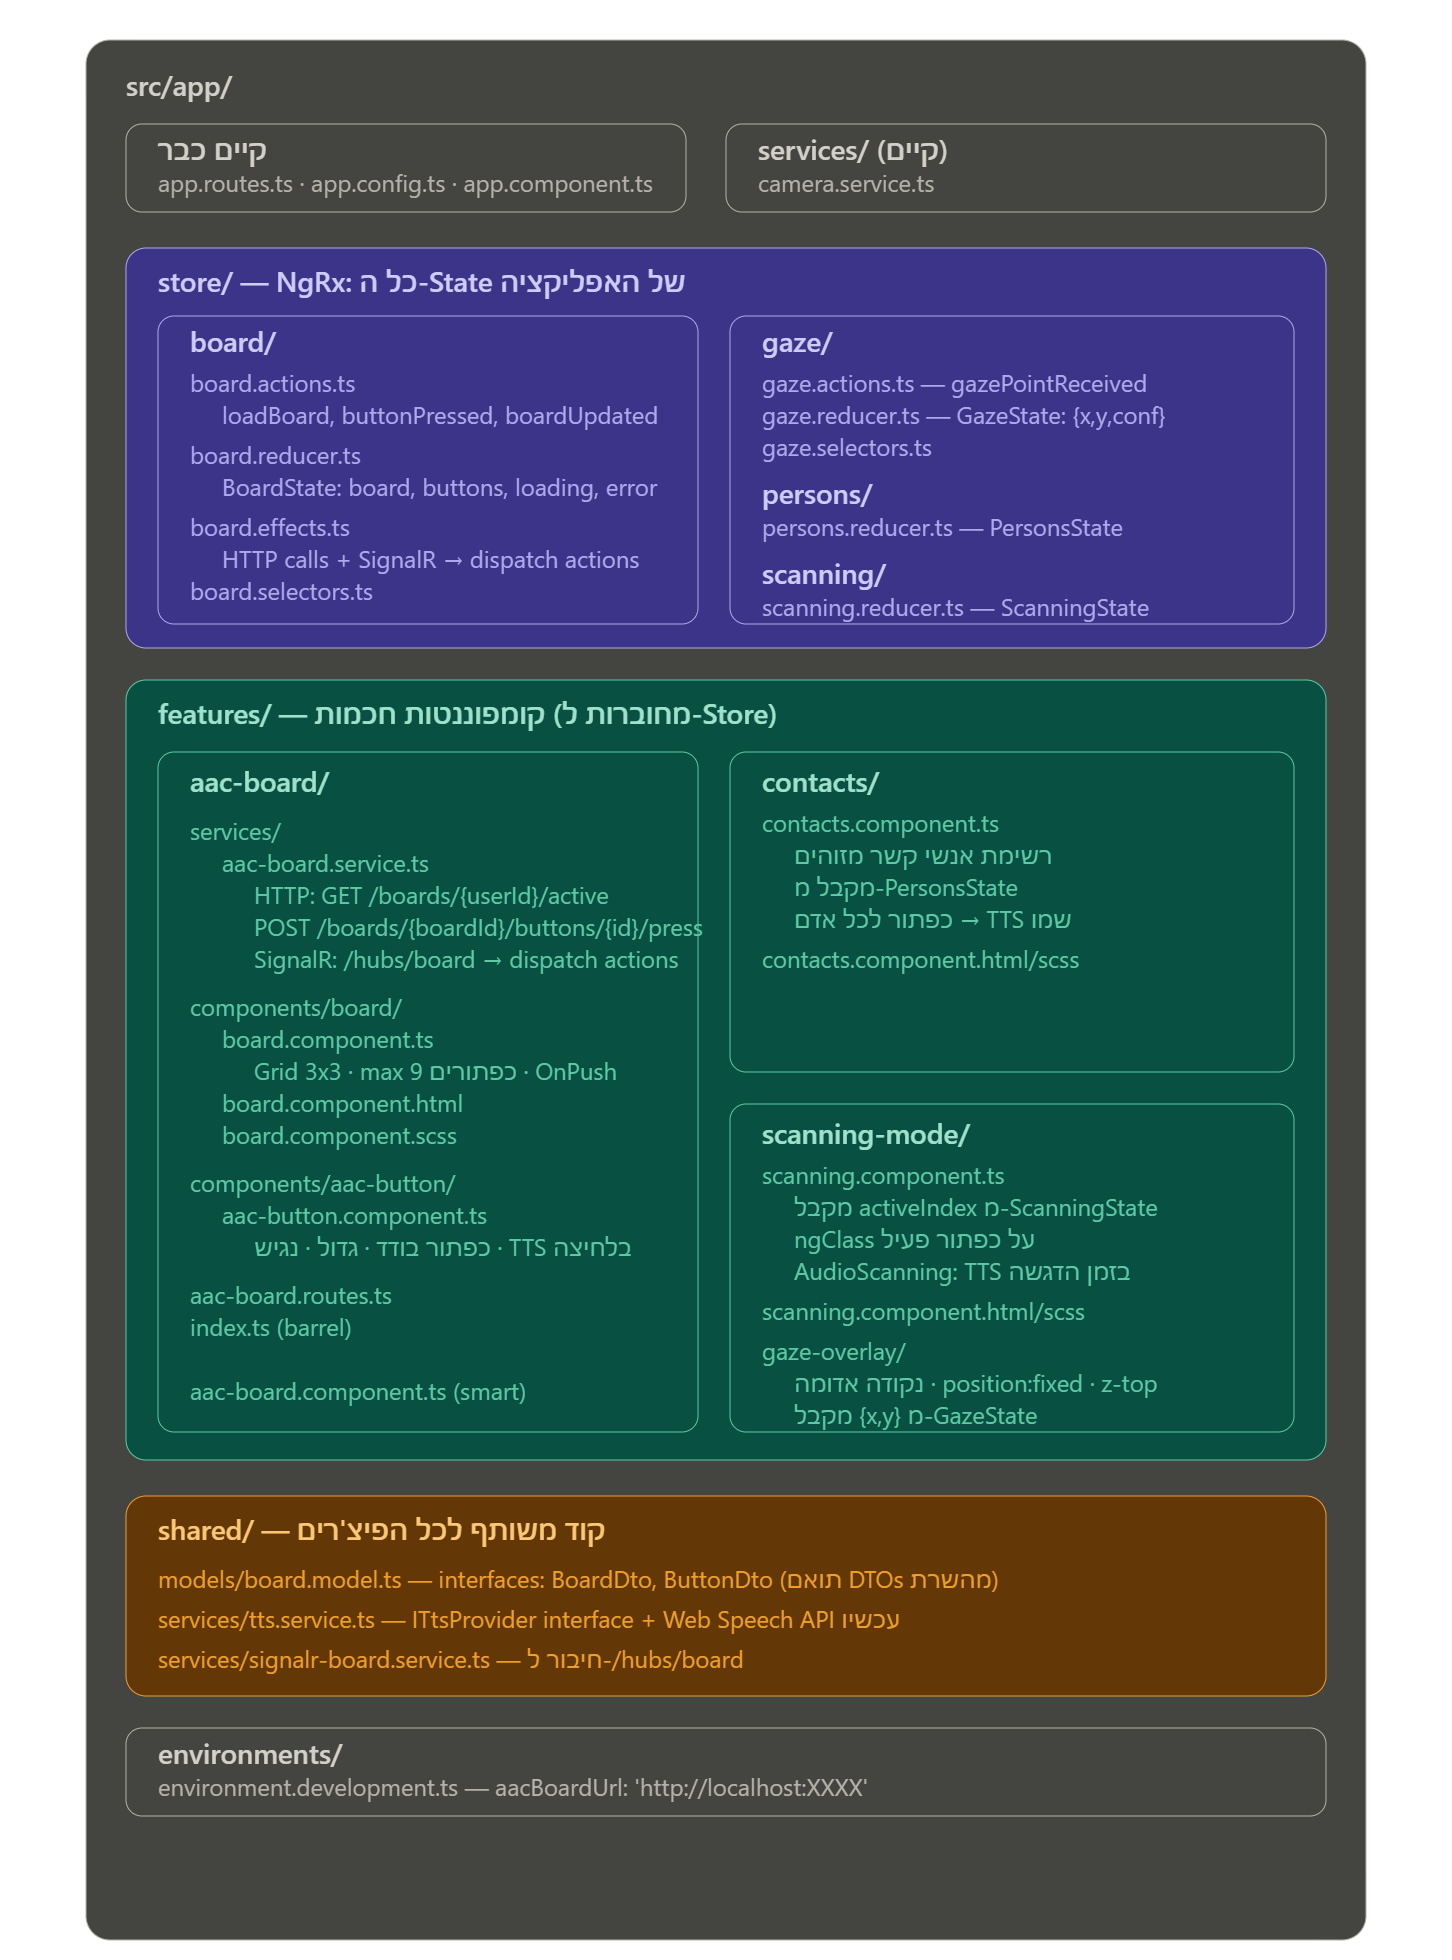 src/app/
קיים כבר
app.routes.ts · app.config.ts · app.component.ts
services/ (קיים)
camera.service.ts
store/ — NgRx: כל ה-State של האפליקציה
board/
board.actions.ts
loadBoard, buttonPressed, boardUpdated
board.reducer.ts
BoardState: board, buttons, loading, error
board.effects.ts
HTTP calls + SignalR → dispatch actions
board.selectors.ts
gaze/
gaze.actions.ts — gazePointReceived
gaze.reducer.ts — GazeState: {x,y,conf}
gaze.selectors.ts
persons/
persons.reducer.ts — PersonsState
scanning/
scanning.reducer.ts — ScanningState
features/ — קומפוננטות חכמות (מחוברות ל-Store)
aac-board/
services/
aac-board.service.ts
HTTP: GET /boards/{userId}/active
POST /boards/{boardId}/buttons/{id}/press
SignalR: /hubs/board → dispatch actions
components/board/
board.component.ts
Grid 3x3 · max 9 כפתורים · OnPush
board.component.html
board.component.scss
components/aac-button/
aac-button.component.ts
כפתור בודד · גדול · נגיש · TTS בלחיצה
aac-board.routes.ts
index.ts (barrel)
aac-board.component.ts (smart)
contacts/
contacts.component.ts
רשימת אנשי קשר מזוהים
מקבל מ-PersonsState
כפתור לכל אדם → TTS שמו
contacts.component.html/scss
scanning-mode/
scanning.component.ts
מקבל activeIndex מ-ScanningState
ngClass על כפתור פעיל
AudioScanning: TTS בזמן הדגשה
scanning.component.html/scss
gaze-overlay/
נקודה אדומה · position:fixed · z-top
מקבל {x,y} מ-GazeState
shared/ — קוד משותף לכל הפיצ'רים
models/board.model.ts — interfaces: BoardDto, ButtonDto (תואם DTOs מהשרת)
services/tts.service.ts — ITtsProvider interface + Web Speech API עכשיו
services/signalr-board.service.ts — חיבור ל-/hubs/board
environments/
environment.development.ts — aacBoardUrl: 'http://localhost:XXXX'